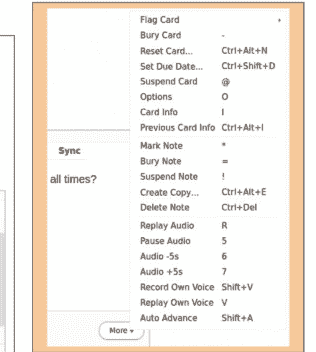 Flag Card
Bury Card -
Reset Card... Ctrl+Alt+N
Set Due Date... Ctrl+Shift+D
Suspend Card @
Options O
Card Info I
Previous Card Info Ctrl+Alt+I
Sync
Mark Note *
Bury Note =
all times?
Suspend Note !
Create Copy... Ctrl+Alt+E
Delete Note Ctrl+Del
Replay Audio R
Pause Audio 5
Audio -5s 6
Audio +5s 7
Record Own Voice Shift+V
Replay Own Voice V
Auto Advance Shift+A
More ▾